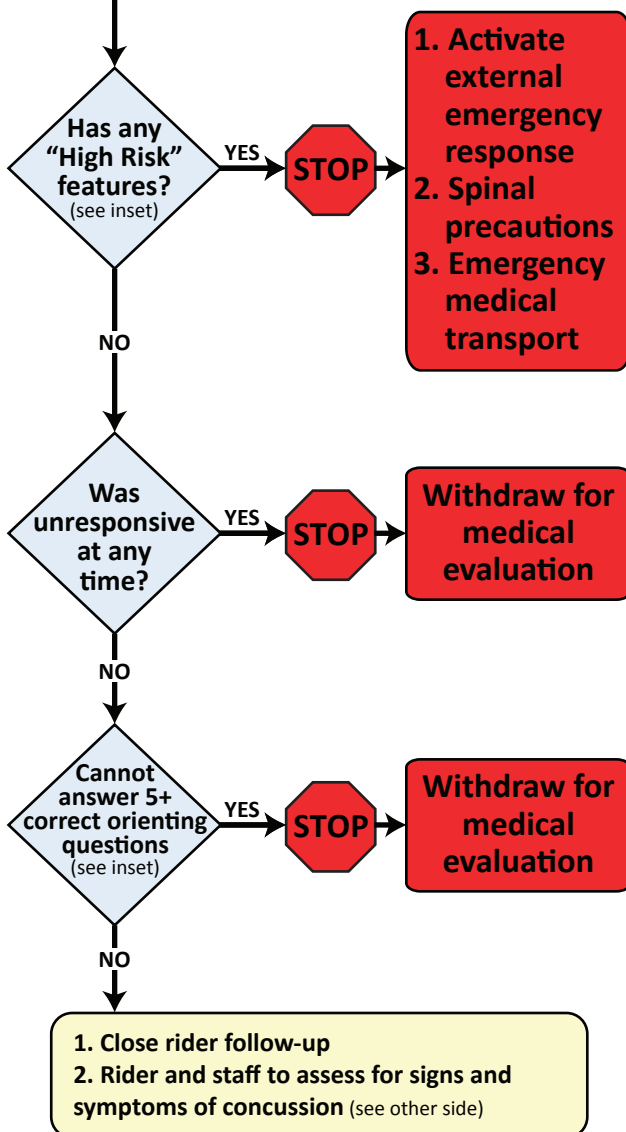 Has any
“High Risk”
features?
(see inset)
YES
STOP
1. Activate
external
emergency
response
2. Spinal
precautions
3. Emergency
medical
transport
NO
Was
unresponsive
at any
time?
YES
STOP
Withdraw for
medical
evaluation
NO
Cannot
answer 5+
correct orienting
questions
(see inset)
YES
STOP
Withdraw for
medical
evaluation
NO
1. Close rider follow-up
2. Rider and staff to assess for signs and
symptoms of concussion (see other side)